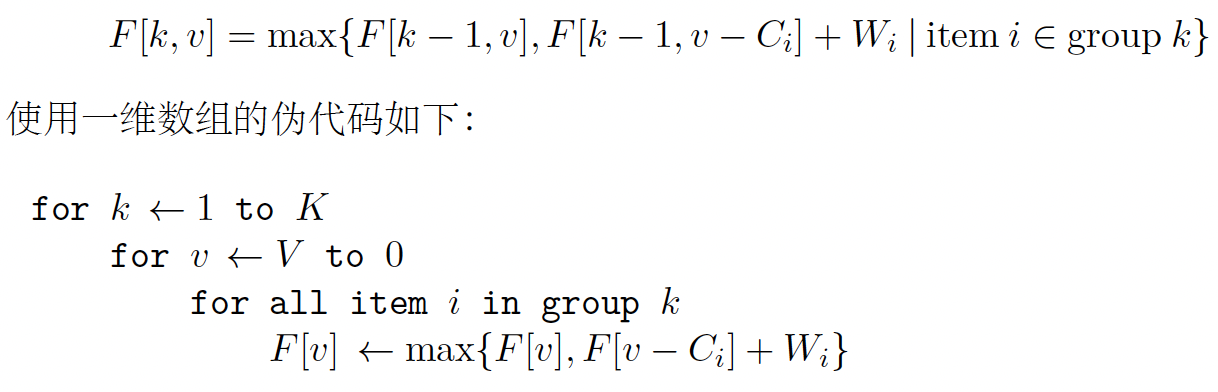 F[k, v] = max{F[k − 1, v], F[k − 1, v − C_i] + W_i | item i ∈ group k}
使用一维数组的伪代码如下：
for k ← 1 to K
for v ← V to 0
for all item i in group k
F[v] ← max{F[v], F[v − C_i] + W_i}